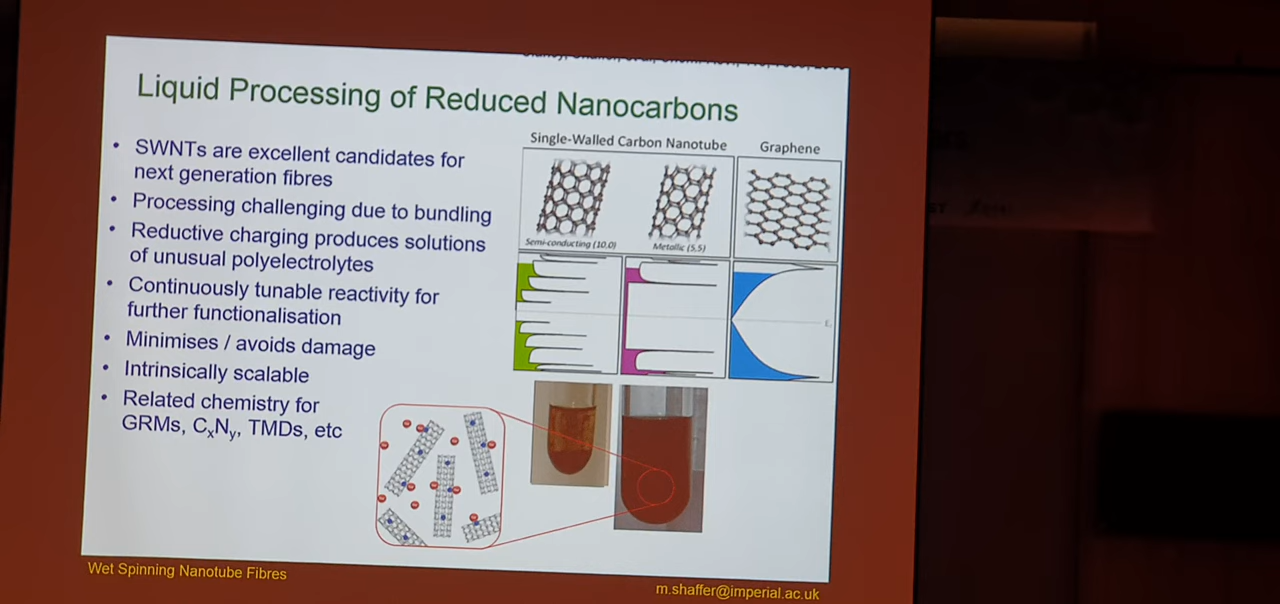 Liquid Processing of Reduced Nanocarbons
• SWNTs are excellent candidates for
next generation fibres
• Processing challenging due to bundling
• Reductive charging produces solutions
of unusual polyelectrolytes
• Continuously tunable reactivity for
further functionalisation
• Minimises / avoids damage
• Intrinsically scalable
• Related chemistry for
GRMs, CxNy, TMDs, etc
Single-Walled Carbon Nanotube
Graphene
Semi-conducting (10,0)
Metallic (5,5)
Wet Spinning Nanotube Fibres
m.shaffer@imperial.ac.uk